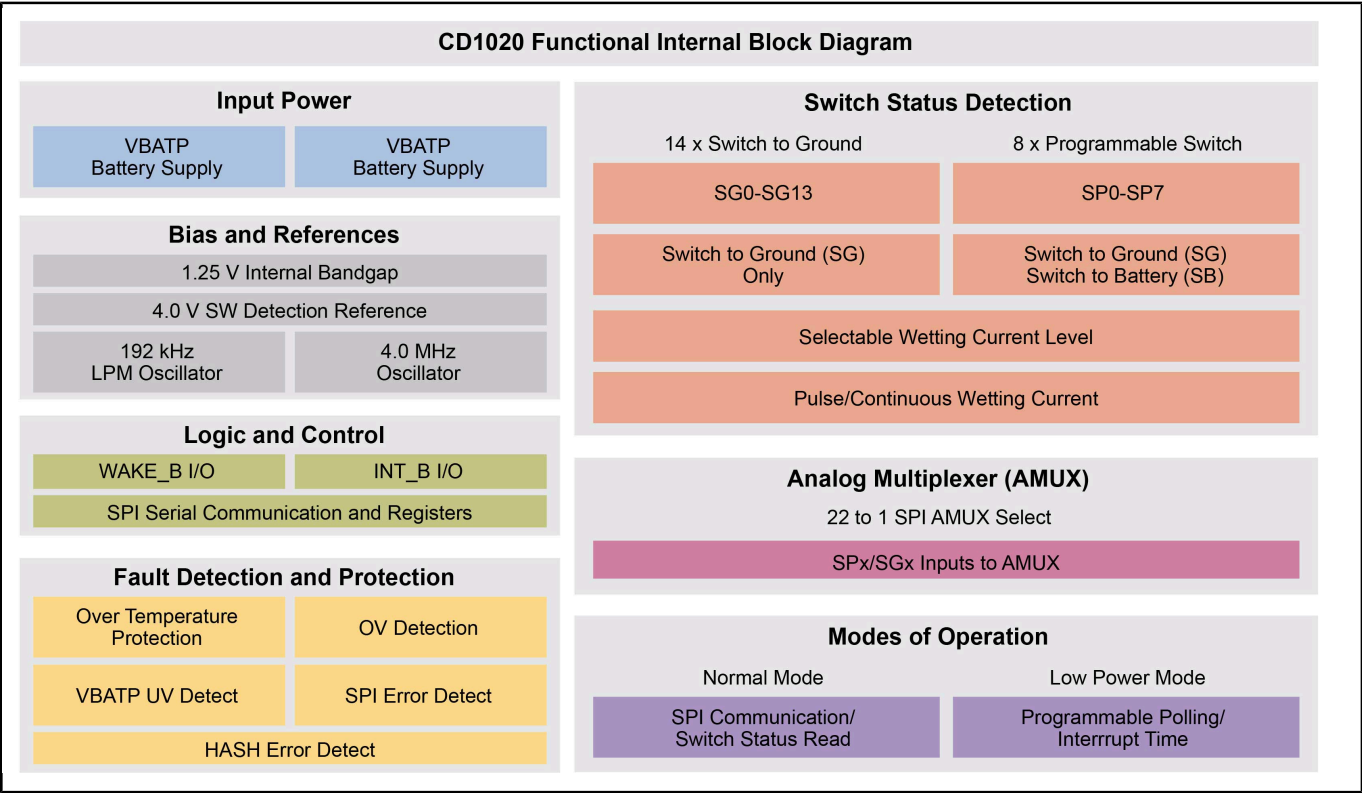 CD1020 Functional Internal Block Diagram
Input Power
VBATP
Battery Supply
VBATP
Battery Supply
Bias and References
1.25 V Internal Bandgap
4.0 V SW Detection Reference
192 kHz
LPM Oscillator
4.0 MHz
Oscillator
Logic and Control
WAKE_B I/O
INT_B I/O
SPI Serial Communication and Registers
Fault Detection and Protection
Over Temperature
Protection
OV Detection
VBATP UV Detect
SPI Error Detect
HASH Error Detect
Switch Status Detection
14 x Switch to Ground
8 x Programmable Switch
SG0-SG13
SP0-SP7
Switch to Ground (SG)
Only
Switch to Ground (SG)
Switch to Battery (SB)
Selectable Wetting Current Level
Pulse/Continuous Wetting Current
Analog Multiplexer (AMUX)
22 to 1 SPI AMUX Select
SPx/SGx Inputs to AMUX
Modes of Operation
Normal Mode
Low Power Mode
SPI Communication/
Switch Status Read
Programmable Polling/
Interrrupt Time